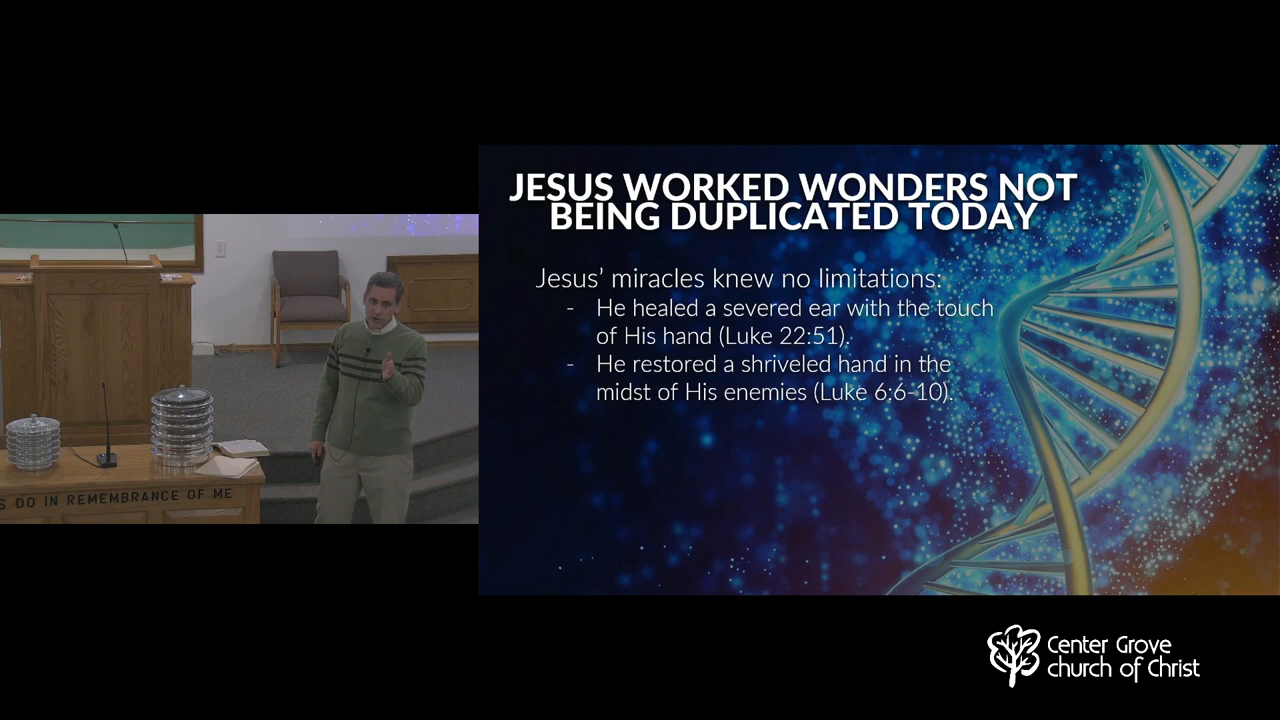 JESUS WORKED WONDERS NOT
BEING DUPLICATED TODAY
Jesus’ miracles knew no limitations:
- He healed a severed ear with the touch
of His hand (Luke 22:51).
- He restored a shriveled hand in the
midst of His enemies (Luke 6:6-10).
S DO IN REMEMBRANCE OF ME
Center Grove
church of Christ